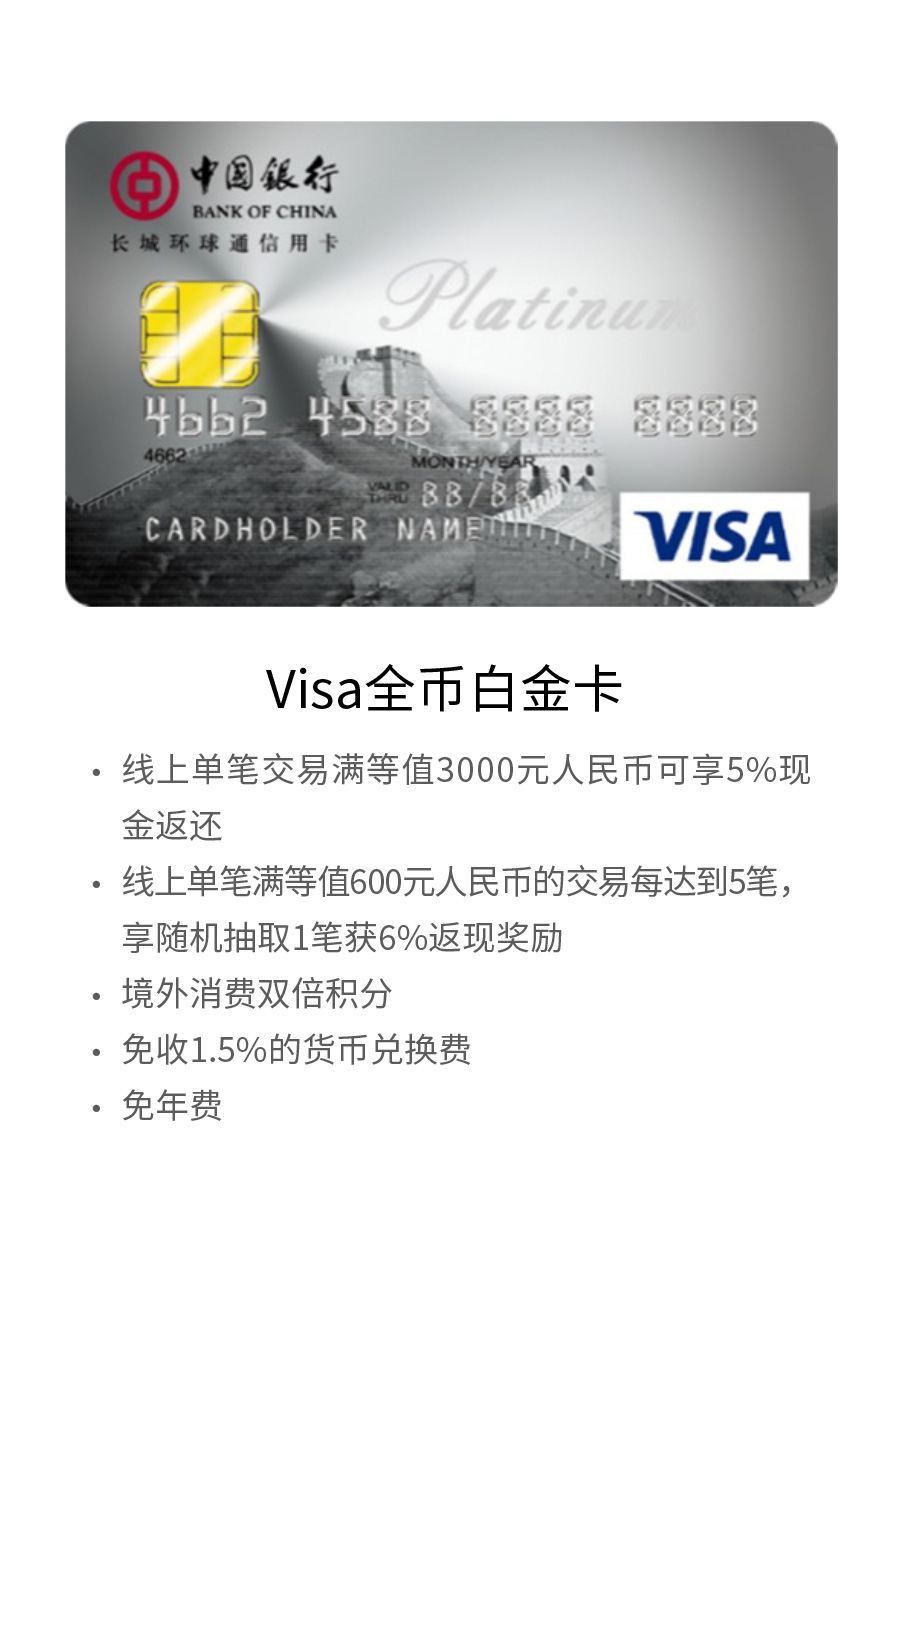 中国銀行
BANK OF CHINA
长城环球通信用卡
Platinum
4662 4588 8888 8888
4662
MONTH/YEAR
VALID THRU 88/88
CARDHOLDER NAME
VISA
Visa全币白金卡
• 线上单笔交易满等值3000元人民币可享5%现
金返还
• 线上单笔满等值600元人民币的交易每达到5笔，
享随机抽取1笔获6%返现奖励
• 境外消费双倍积分
• 免收1.5%的货币兑换费
• 免年费